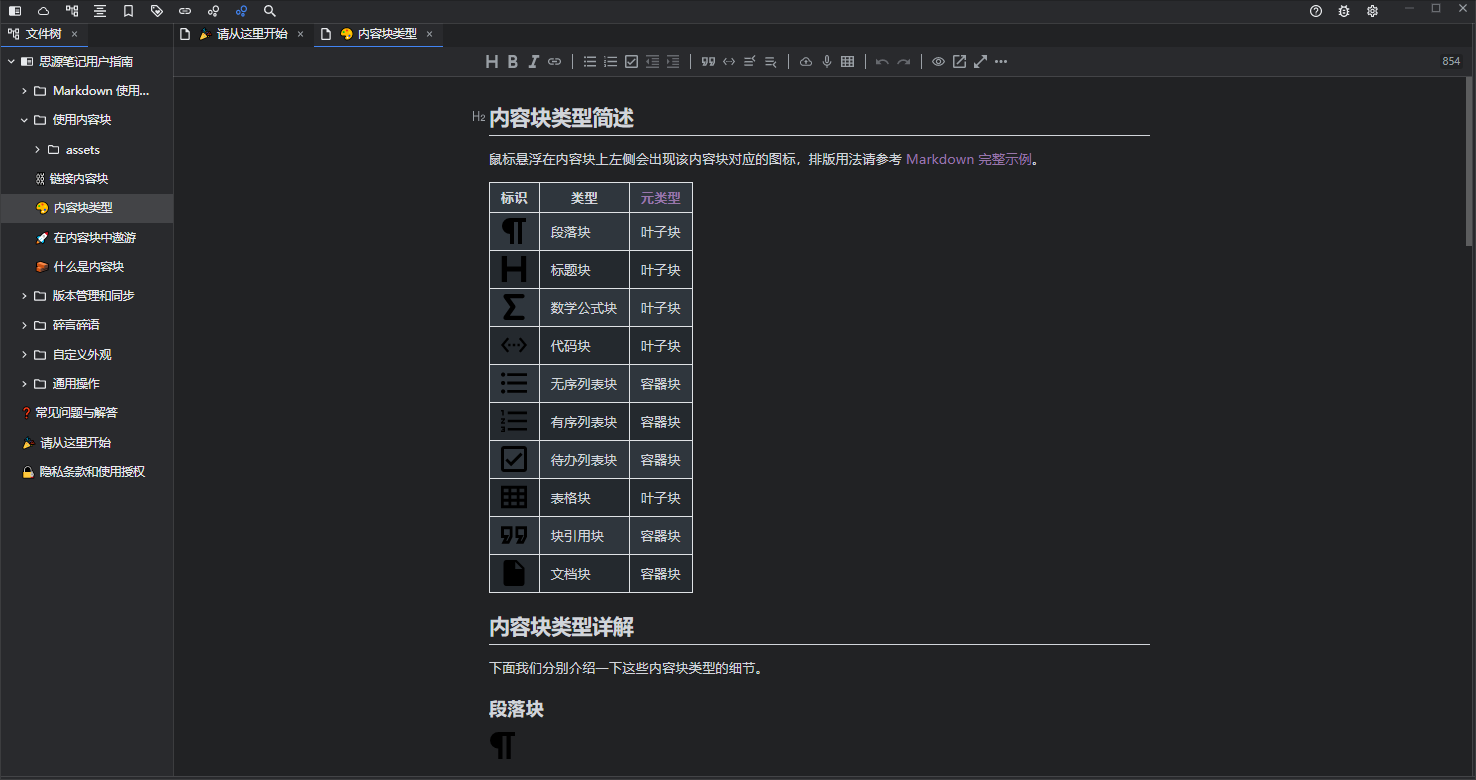 文件树
请从这里开始
内容块类型
思源笔记用户指南
Markdown 使用...
使用内容块
assets
链接内容块
内容块类型
在内容块中遨游
什么是内容块
版本管理和同步
碎言碎语
自定义外观
通用操作
常见问题与解答
请从这里开始
隐私条款和使用授权
854
H2 内容块类型简述
鼠标悬浮在内容块上左侧会出现该内容块对应的图标，排版用法请参考 Markdown 完整示例。
标识 类型 元类型
段落块 叶子块
标题块 叶子块
数学公式块 叶子块
代码块 叶子块
无序列表块 容器块
有序列表块 容器块
待办列表块 容器块
表格块 叶子块
块引用块 容器块
文档块 容器块
内容块类型详解
下面我们分别介绍一下这些内容块类型的细节。
段落块